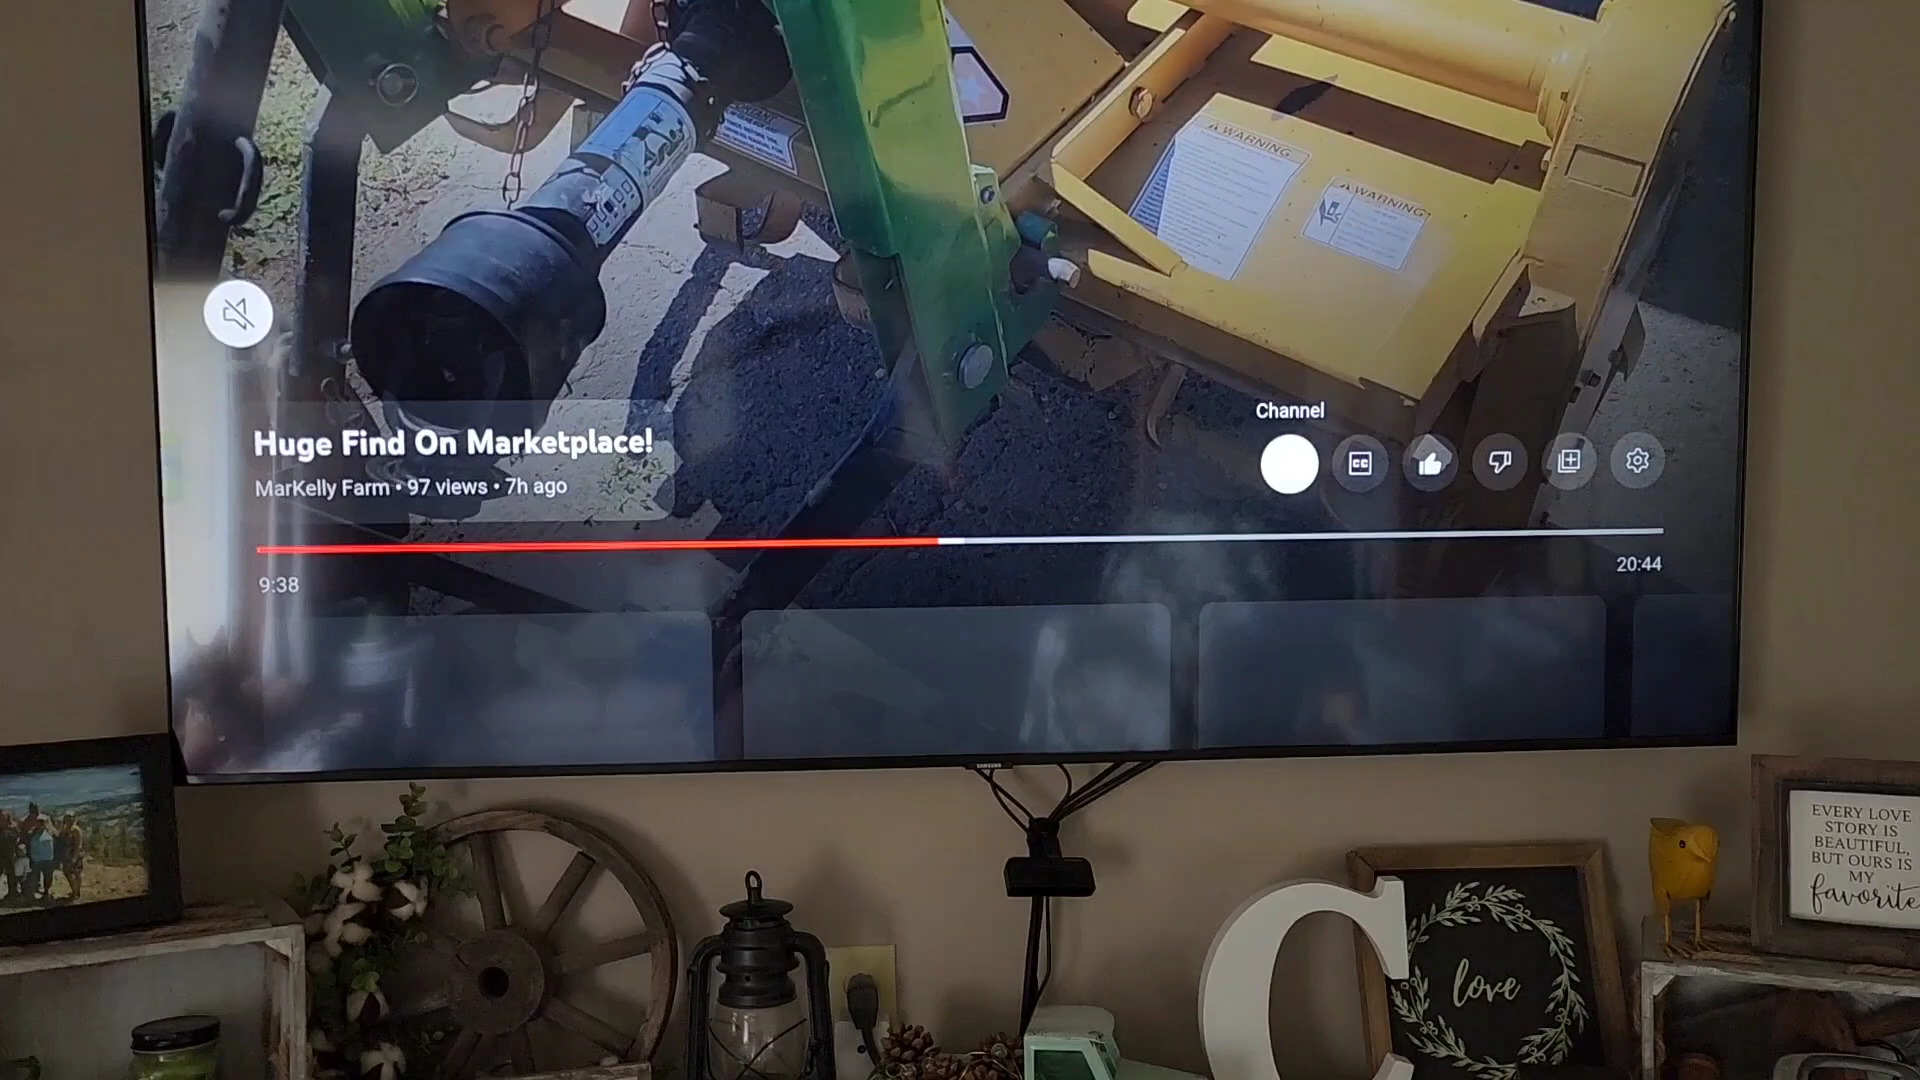 WARNING
WARNING
Channel
Huge Find On Marketplace!
MarKelly Farm • 97 views • 7h ago
CC
9:38
20:44
SAMSUNG
EVERY LOVE
STORY IS
BEAUTIFUL,
BUT OURS IS
MY
favorite
love
C